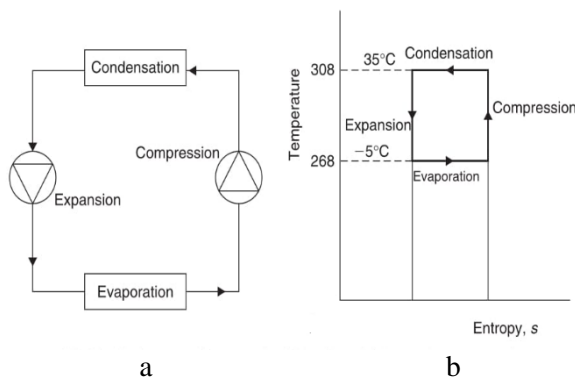 Condensation
Compression
Expansion
Evaporation
a
Temperature
308
35°C
Condensation
Compression
Expansion
268
−5°C
Evaporation
Entropy, s
b